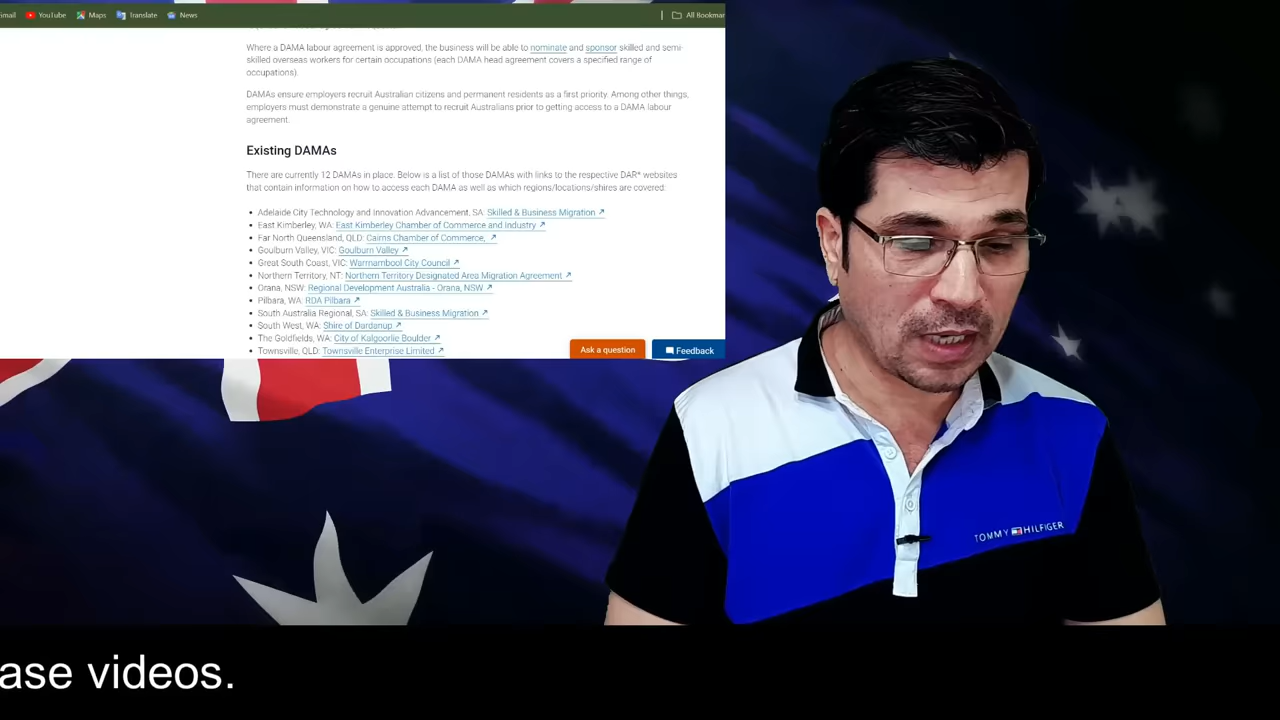 Gmail YouTube Maps Translate News All Bookmar
Where a DAMA labour agreement is approved, the business will be able to nominate and sponsor skilled and semi-
skilled overseas workers for certain occupations (each DAMA head agreement covers a specified range of
occupations).
DAMAs ensure employers recruit Australian citizens and permanent residents as a first priority. Among other things,
employers must demonstrate a genuine attempt to recruit Australians prior to getting access to a DAMA labour
agreement.
Existing DAMAs
There are currently 12 DAMAs in place. Below is a list of those DAMAs with links to the respective DAR* websites
that contain information on how to access each DAMA as well as which regions/locations/shires are covered:
• Adelaide City Technology and Innovation Advancement, SA: Skilled & Business Migration
• East Kimberley, WA: East Kimberley Chamber of Commerce and Industry
• Far North Queensland, QLD: Cairns Chamber of Commerce,
• Goulburn Valley, VIC: Goulburn Valley
• Great South Coast, VIC: Warrnambool City Council
• Northern Territory, NT: Northern Territory Designated Area Migration Agreement
• Orana, NSW: Regional Development Australia - Orana, NSW
• Pilbara, WA: RDA Pilbara
• South Australia Regional, SA: Skilled & Business Migration
• South West, WA: Shire of Dardanup
• The Goldfields, WA: City of Kalgoorlie Boulder
• Townsville, QLD: Townsville Enterprise Limited
Ask a question
Feedback
TOMMY HILFIGER
ase videos.